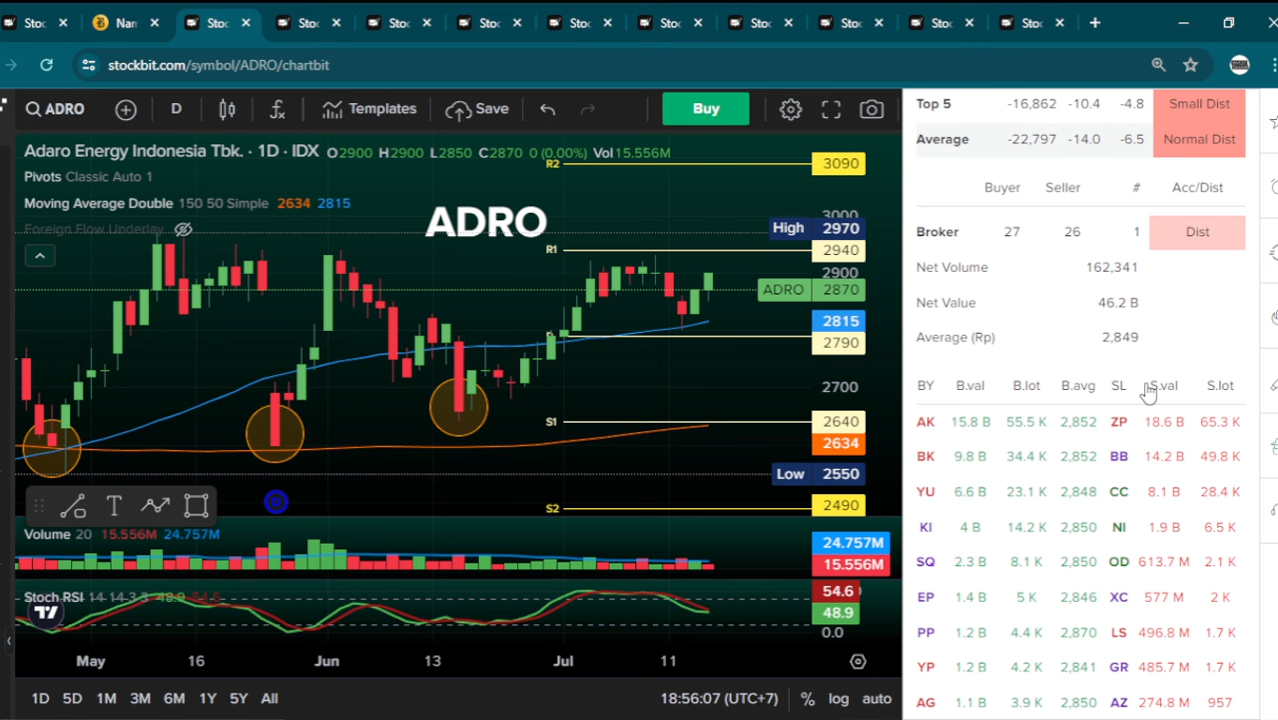 Stoc Nan Stoc Stoc Stoc Stoc Stoc Stoc Stoc Stoc Stoc Stoc
stockbit.com/symbol/ADRO/chartbit
ADRO D Templates Save Buy
Adaro Energy Indonesia Tbk. · 1D · IDX O2900 H2900 L2850 C2870 0 (0.00%) Vol15.556M
Pivots Classic Auto 1
Moving Average Double 150 50 Simple 2634 2815
Foreign Flow Underlay
ADRO
R2 3090
3000
High 2970
R1 2940
2900
ADRO 2870
2815
2790
2700
S1 2640
2634
Low 2550
S2 2490
Volume 20 15.556M 24.757M
24.757M
15.556M
Stoch RSI 14 14 3 3 48.9 54.6
54.6
48.9
0.0
May 16 Jun 13 Jul 11
1D 5D 1M 3M 6M 1Y 5Y All 18:56:07 (UTC+7) % log auto
Top 5 -16,862 -10.4 -4.8 Small Dist
Average -22,797 -14.0 -6.5 Normal Dist
Buyer Seller # Acc/Dist
Broker 27 26 1 Dist
Net Volume 162,341
Net Value 46.2 B
Average (Rp) 2,849
BY B.val B.lot B.avg SL S.val S.lot
AK 15.8 B 55.5 K 2,852 ZP 18.6 B 65.3 K
BK 9.8 B 34.4 K 2,852 BB 14.2 B 49.8 K
YU 6.6 B 23.1 K 2,848 CC 8.1 B 28.4 K
KI 4 B 14.2 K 2,850 NI 1.9 B 6.5 K
SQ 2.3 B 8.1 K 2,850 OD 613.7 M 2.1 K
EP 1.4 B 5 K 2,846 XC 577 M 2 K
PP 1.2 B 4.4 K 2,870 LS 496.8 M 1.7 K
YP 1.2 B 4.2 K 2,841 GR 485.7 M 1.7 K
AG 1.1 B 3.9 K 2,850 AZ 274.8 M 957